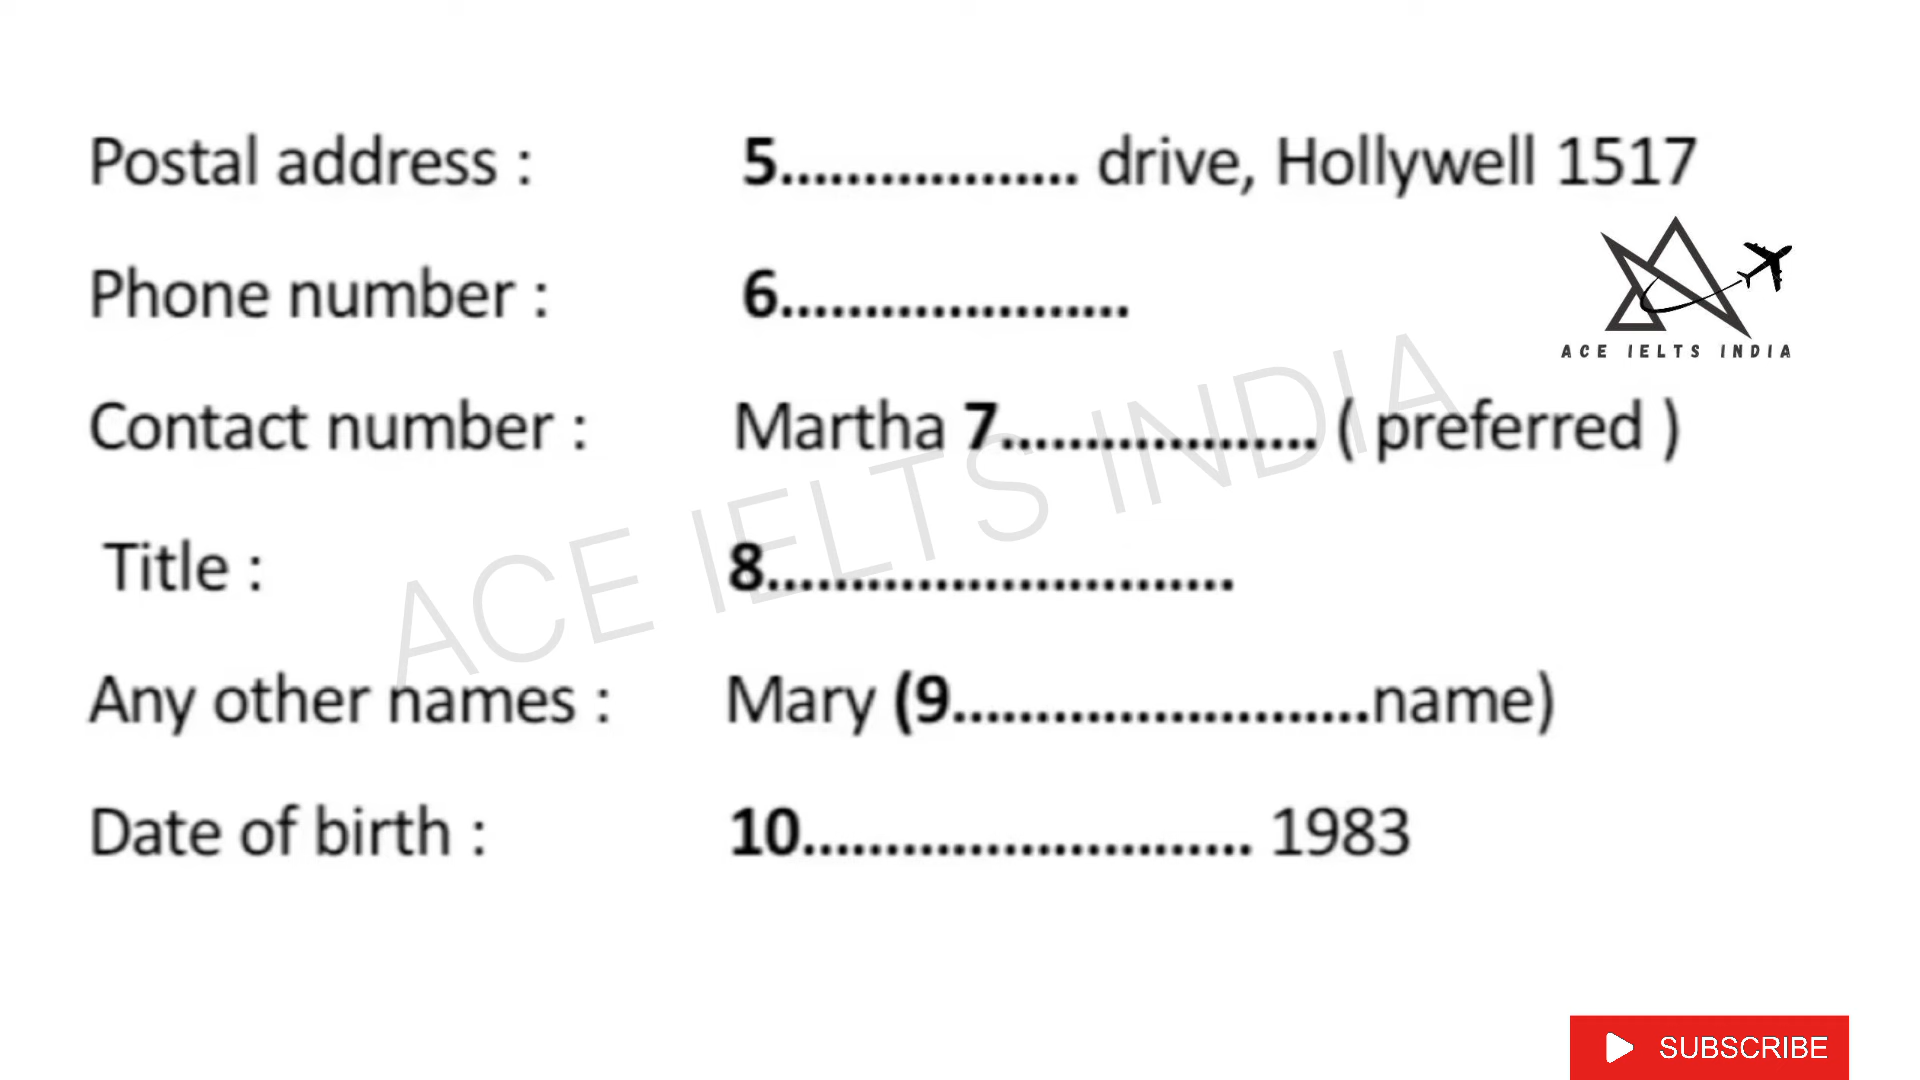 Postal address : 5.................. drive, Hollywell 1517
Phone number : 6.....................
ACE IELTS INDIA
Contact number : Martha 7................... ( preferred )
ACE IELTS INDIA
Title : 8............................
Any other names : Mary (9.........................name)
Date of birth : 10........................... 1983
SUBSCRIBE